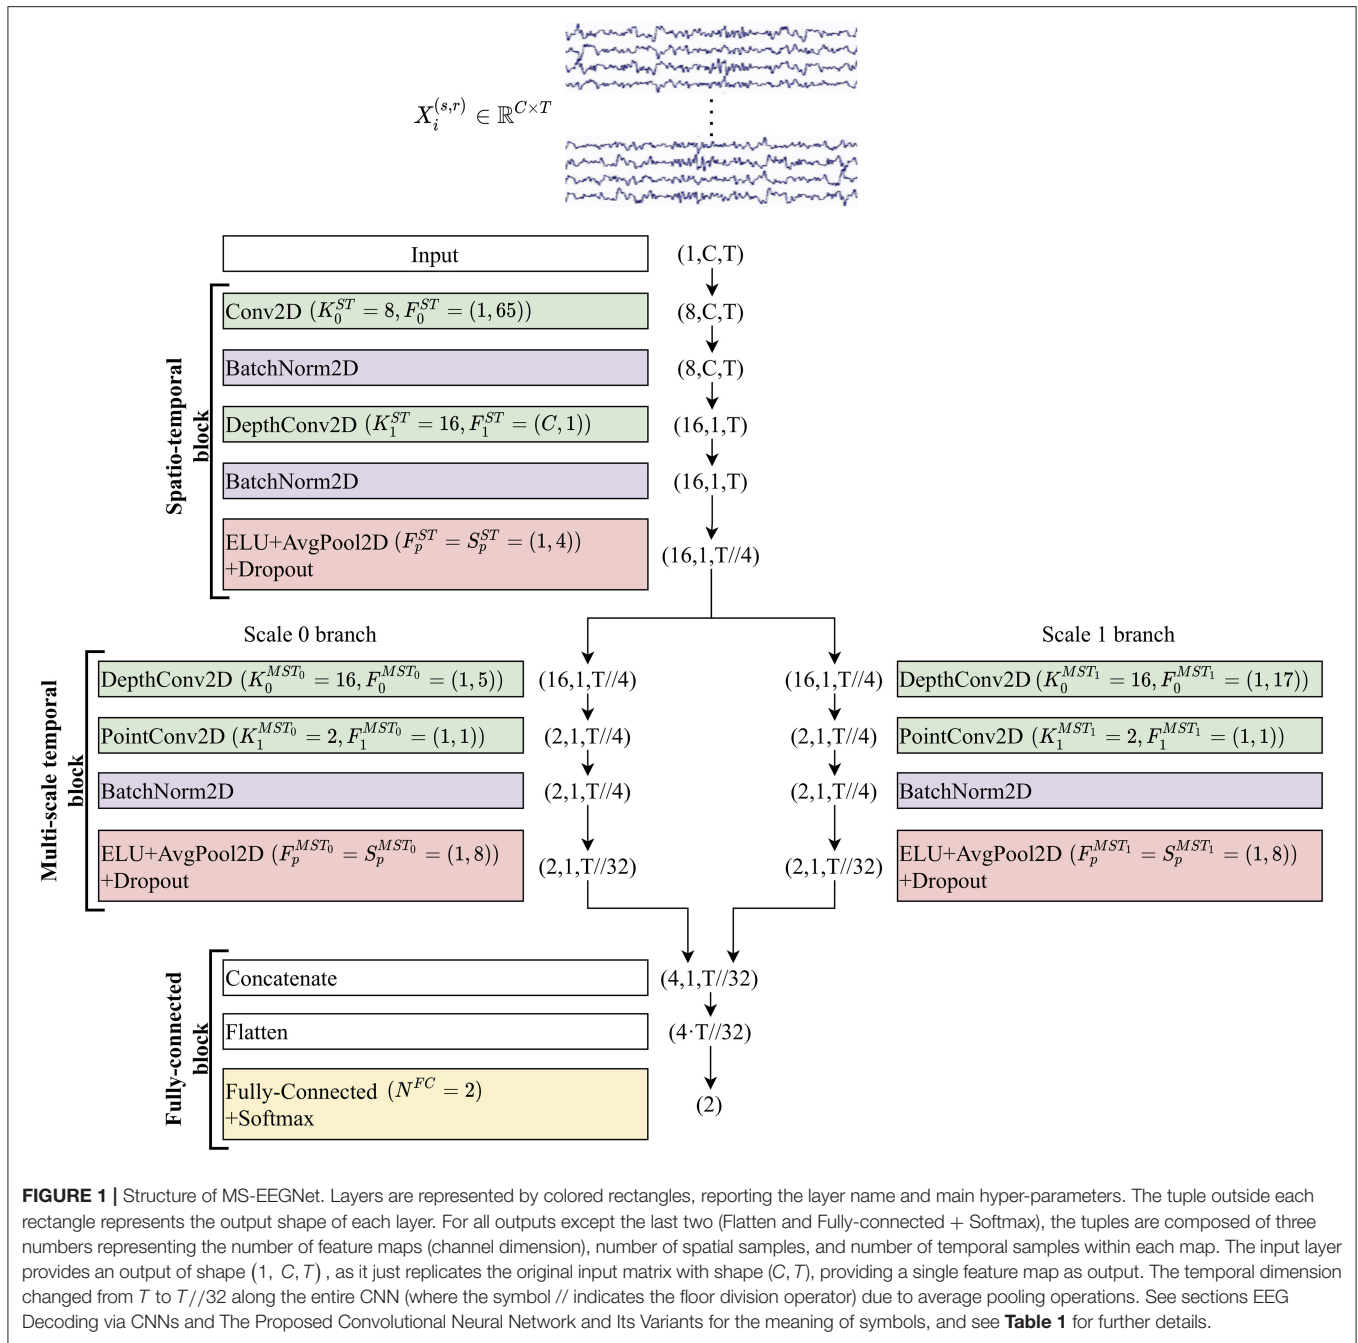 X_i^{(s,r)} ∈ ℝ^{C×T}
Input (1,C,T)
Spatio-temporal block
Conv2D (K_0^{ST} = 8, F_0^{ST} = (1, 65)) (8,C,T)
BatchNorm2D (8,C,T)
DepthConv2D (K_1^{ST} = 16, F_1^{ST} = (C, 1)) (16,1,T)
BatchNorm2D (16,1,T)
ELU+AvgPool2D (F_p^{ST} = S_p^{ST} = (1, 4))
+Dropout (16,1,T//4)
Scale 0 branch Scale 1 branch
Multi-scale temporal block
DepthConv2D (K_0^{MST_0} = 16, F_0^{MST_0} = (1, 5)) (16,1,T//4) (16,1,T//4) DepthConv2D (K_0^{MST_1} = 16, F_0^{MST_1} = (1, 17))
PointConv2D (K_1^{MST_0} = 2, F_1^{MST_0} = (1, 1)) (2,1,T//4) (2,1,T//4) PointConv2D (K_1^{MST_1} = 2, F_1^{MST_1} = (1, 1))
BatchNorm2D (2,1,T//4) (2,1,T//4) BatchNorm2D
ELU+AvgPool2D (F_p^{MST_0} = S_p^{MST_0} = (1, 8)) ELU+AvgPool2D (F_p^{MST_1} = S_p^{MST_1} = (1, 8))
+Dropout (2,1,T//32) (2,1,T//32) +Dropout
Fully-connected block
Concatenate (4,1,T//32)
Flatten (4·T//32)
Fully-Connected (N^{FC} = 2)
+Softmax (2)
FIGURE 1 | Structure of MS-EEGNet. Layers are represented by colored rectangles, reporting the layer name and main hyper-parameters. The tuple outside each
rectangle represents the output shape of each layer. For all outputs except the last two (Flatten and Fully-connected + Softmax), the tuples are composed of three
numbers representing the number of feature maps (channel dimension), number of spatial samples, and number of temporal samples within each map. The input layer
provides an output of shape (1, C, T), as it just replicates the original input matrix with shape (C, T), providing a single feature map as output. The temporal dimension
changed from T to T//32 along the entire CNN (where the symbol // indicates the floor division operator) due to average pooling operations. See sections EEG
Decoding via CNNs and The Proposed Convolutional Neural Network and Its Variants for the meaning of symbols, and see Table 1 for further details.